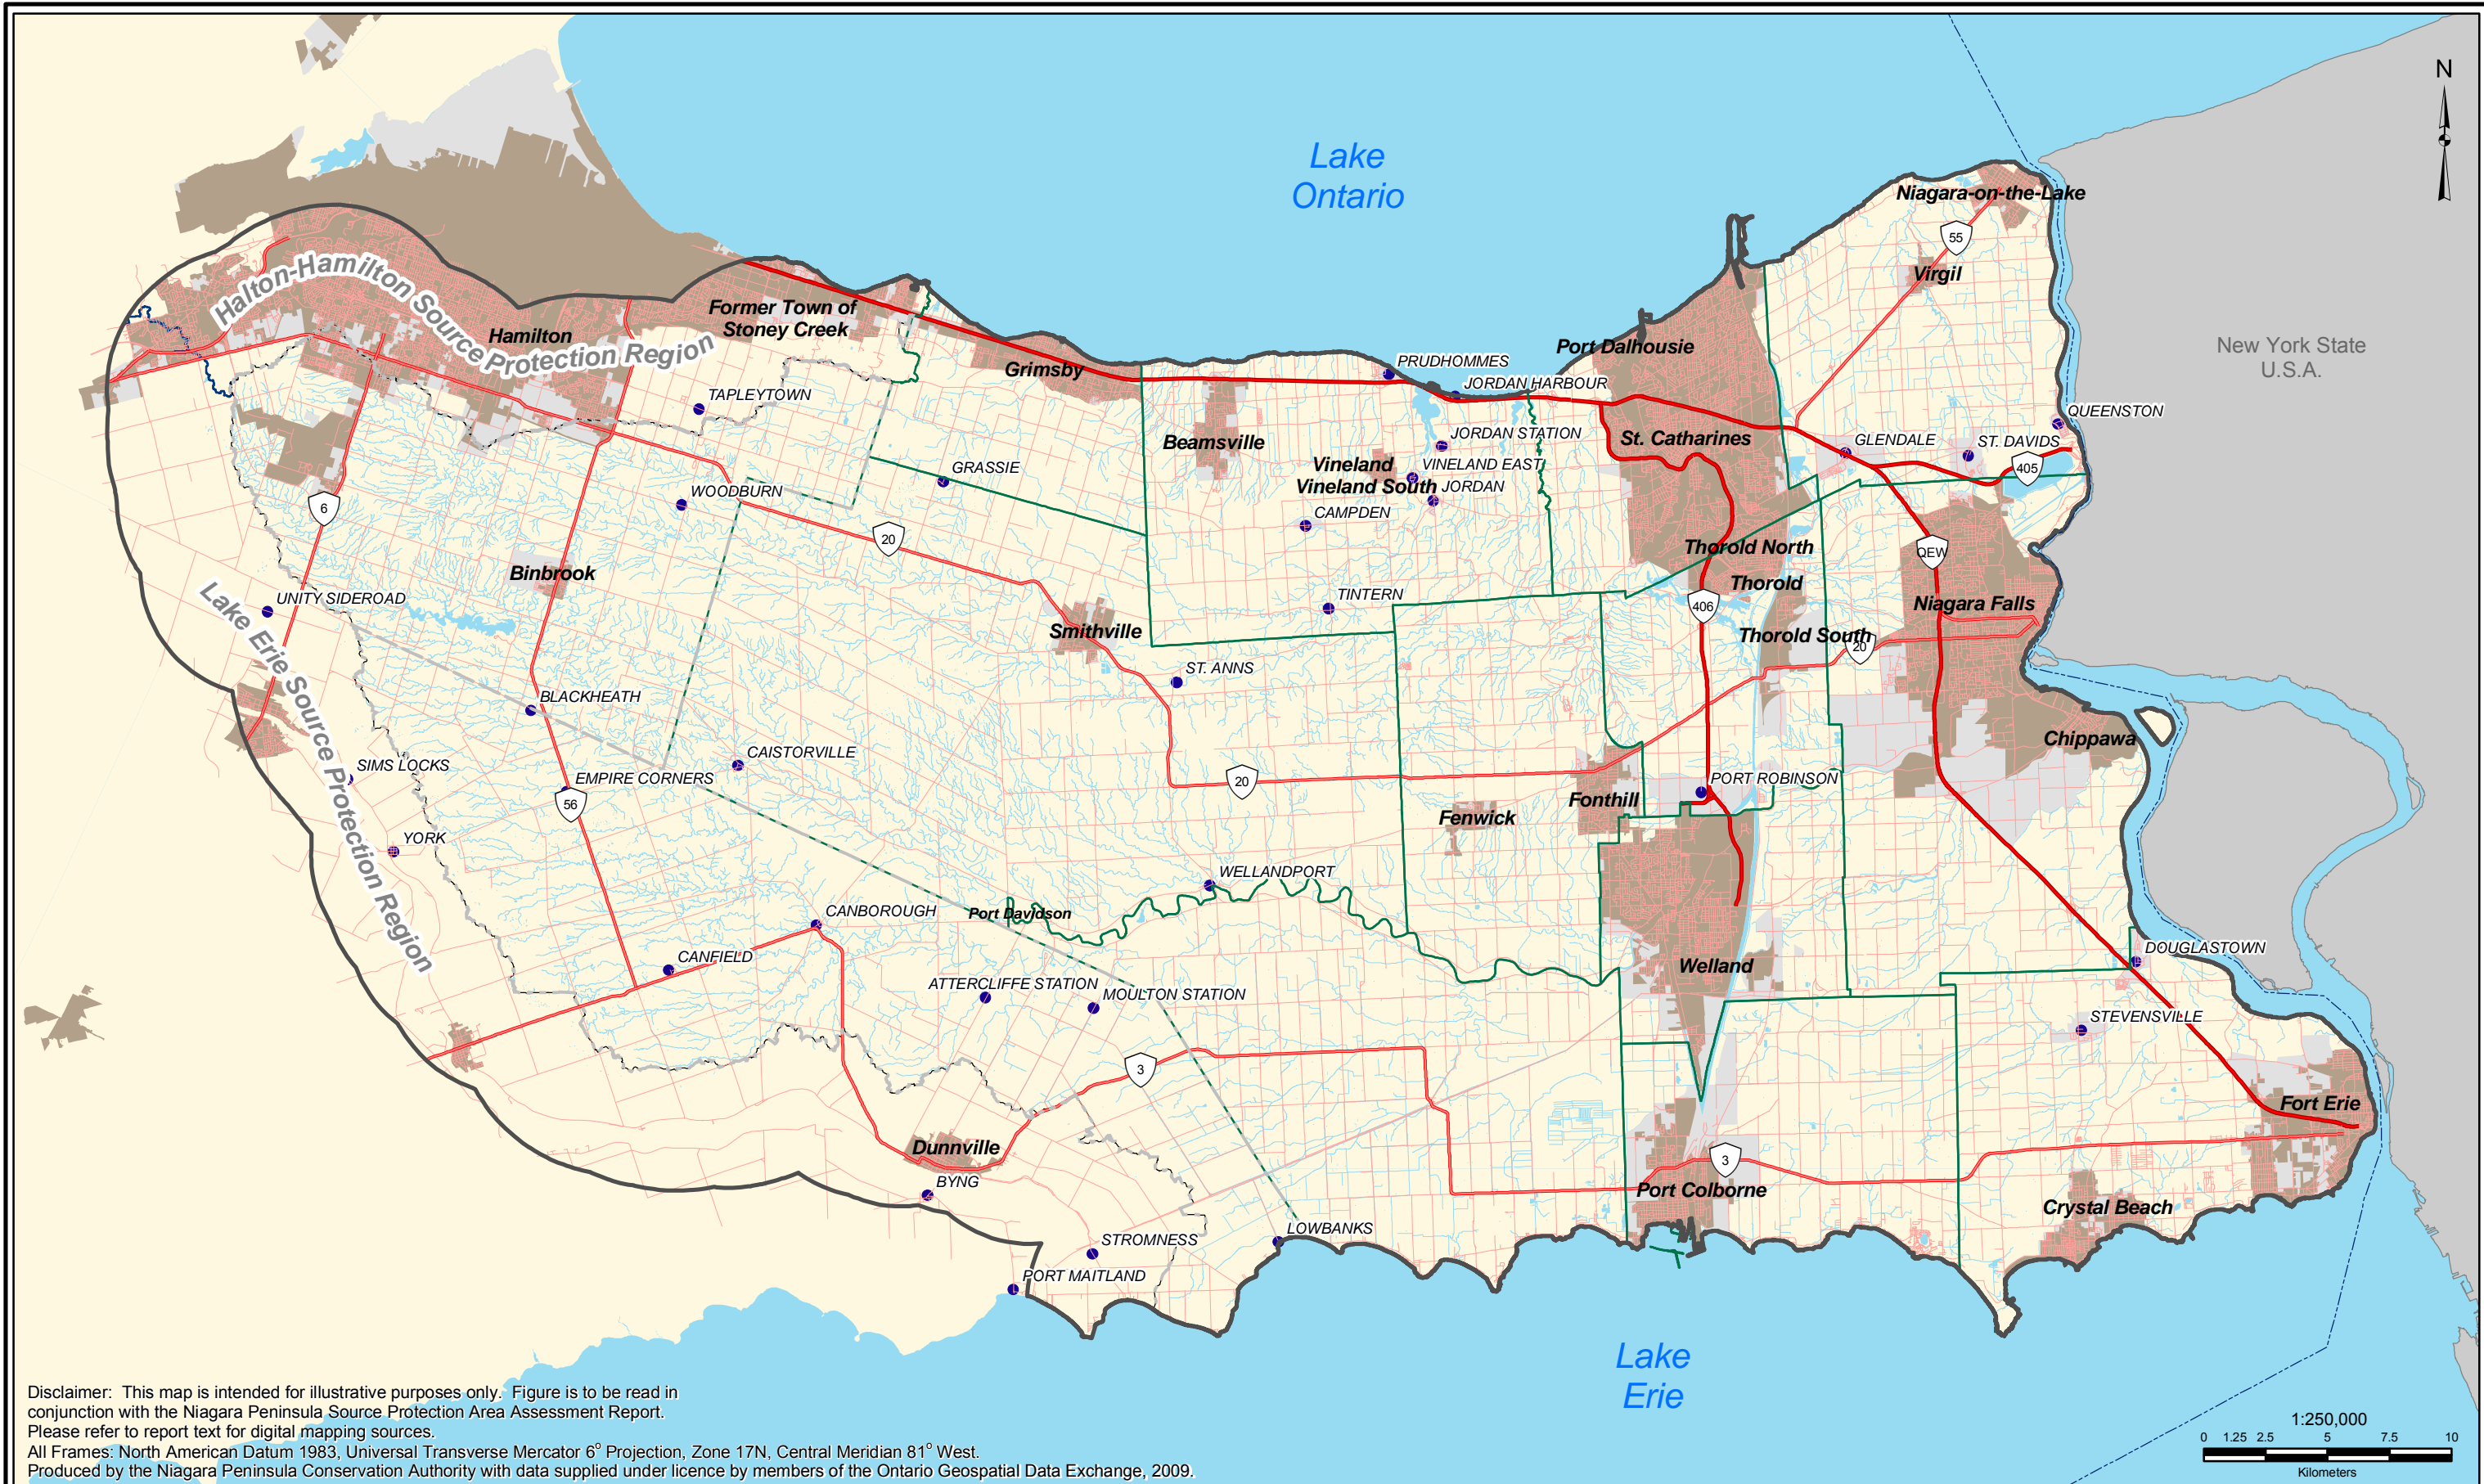 N
Lake
Ontario
Niagara-on-the-Lake
55
Virgil
New York State
U.S.A.
Halton-Hamilton Source Protection Region
Hamilton
Former Town of
Stoney Creek
Grimsby
PRUDHOMMES
JORDAN HARBOUR
Port Dalhousie
TAPLEYTOWN
QUEENSTON
Beamsville
JORDAN STATION
St. Catharines
GLENDALE
ST. DAVIDS
405
GRASSIE
Vineland
VINELAND EAST
Vineland South
JORDAN
WOODBURN
6
CAMPDEN
20
Thorold North
QEW
Binbrook
Thorold
UNITY SIDEROAD
TINTERN
406
Niagara Falls
Smithville
Thorold South
20
Lake Erie Source Protection Region
ST. ANNS
BLACKHEATH
Chippawa
CAISTORVILLE
SIMS LOCKS
EMPIRE CORNERS
56
20
PORT ROBINSON
Fonthill
Fenwick
YORK
WELLANDPORT
CANBOROUGH
Port Davidson
DOUGLASTOWN
CANFIELD
Welland
ATTERCLIFFE STATION
MOULTON STATION
STEVENSVILLE
3
Fort Erie
Dunnville
3
BYNG
Port Colborne
Crystal Beach
LOWBANKS
STROMNESS
PORT MAITLAND
Lake
Erie
Disclaimer: This map is intended for illustrative purposes only. Figure is to be read in
conjunction with the Niagara Peninsula Source Protection Area Assessment Report.
Please refer to report text for digital mapping sources.
All Frames: North American Datum 1983, Universal Transverse Mercator 6° Projection, Zone 17N, Central Meridian 81° West.
Produced by the Niagara Peninsula Conservation Authority with data supplied under licence by members of the Ontario Geospatial Data Exchange, 2009.
1:250,000
0 1.25 2.5 5 7.5 10
Kilometers